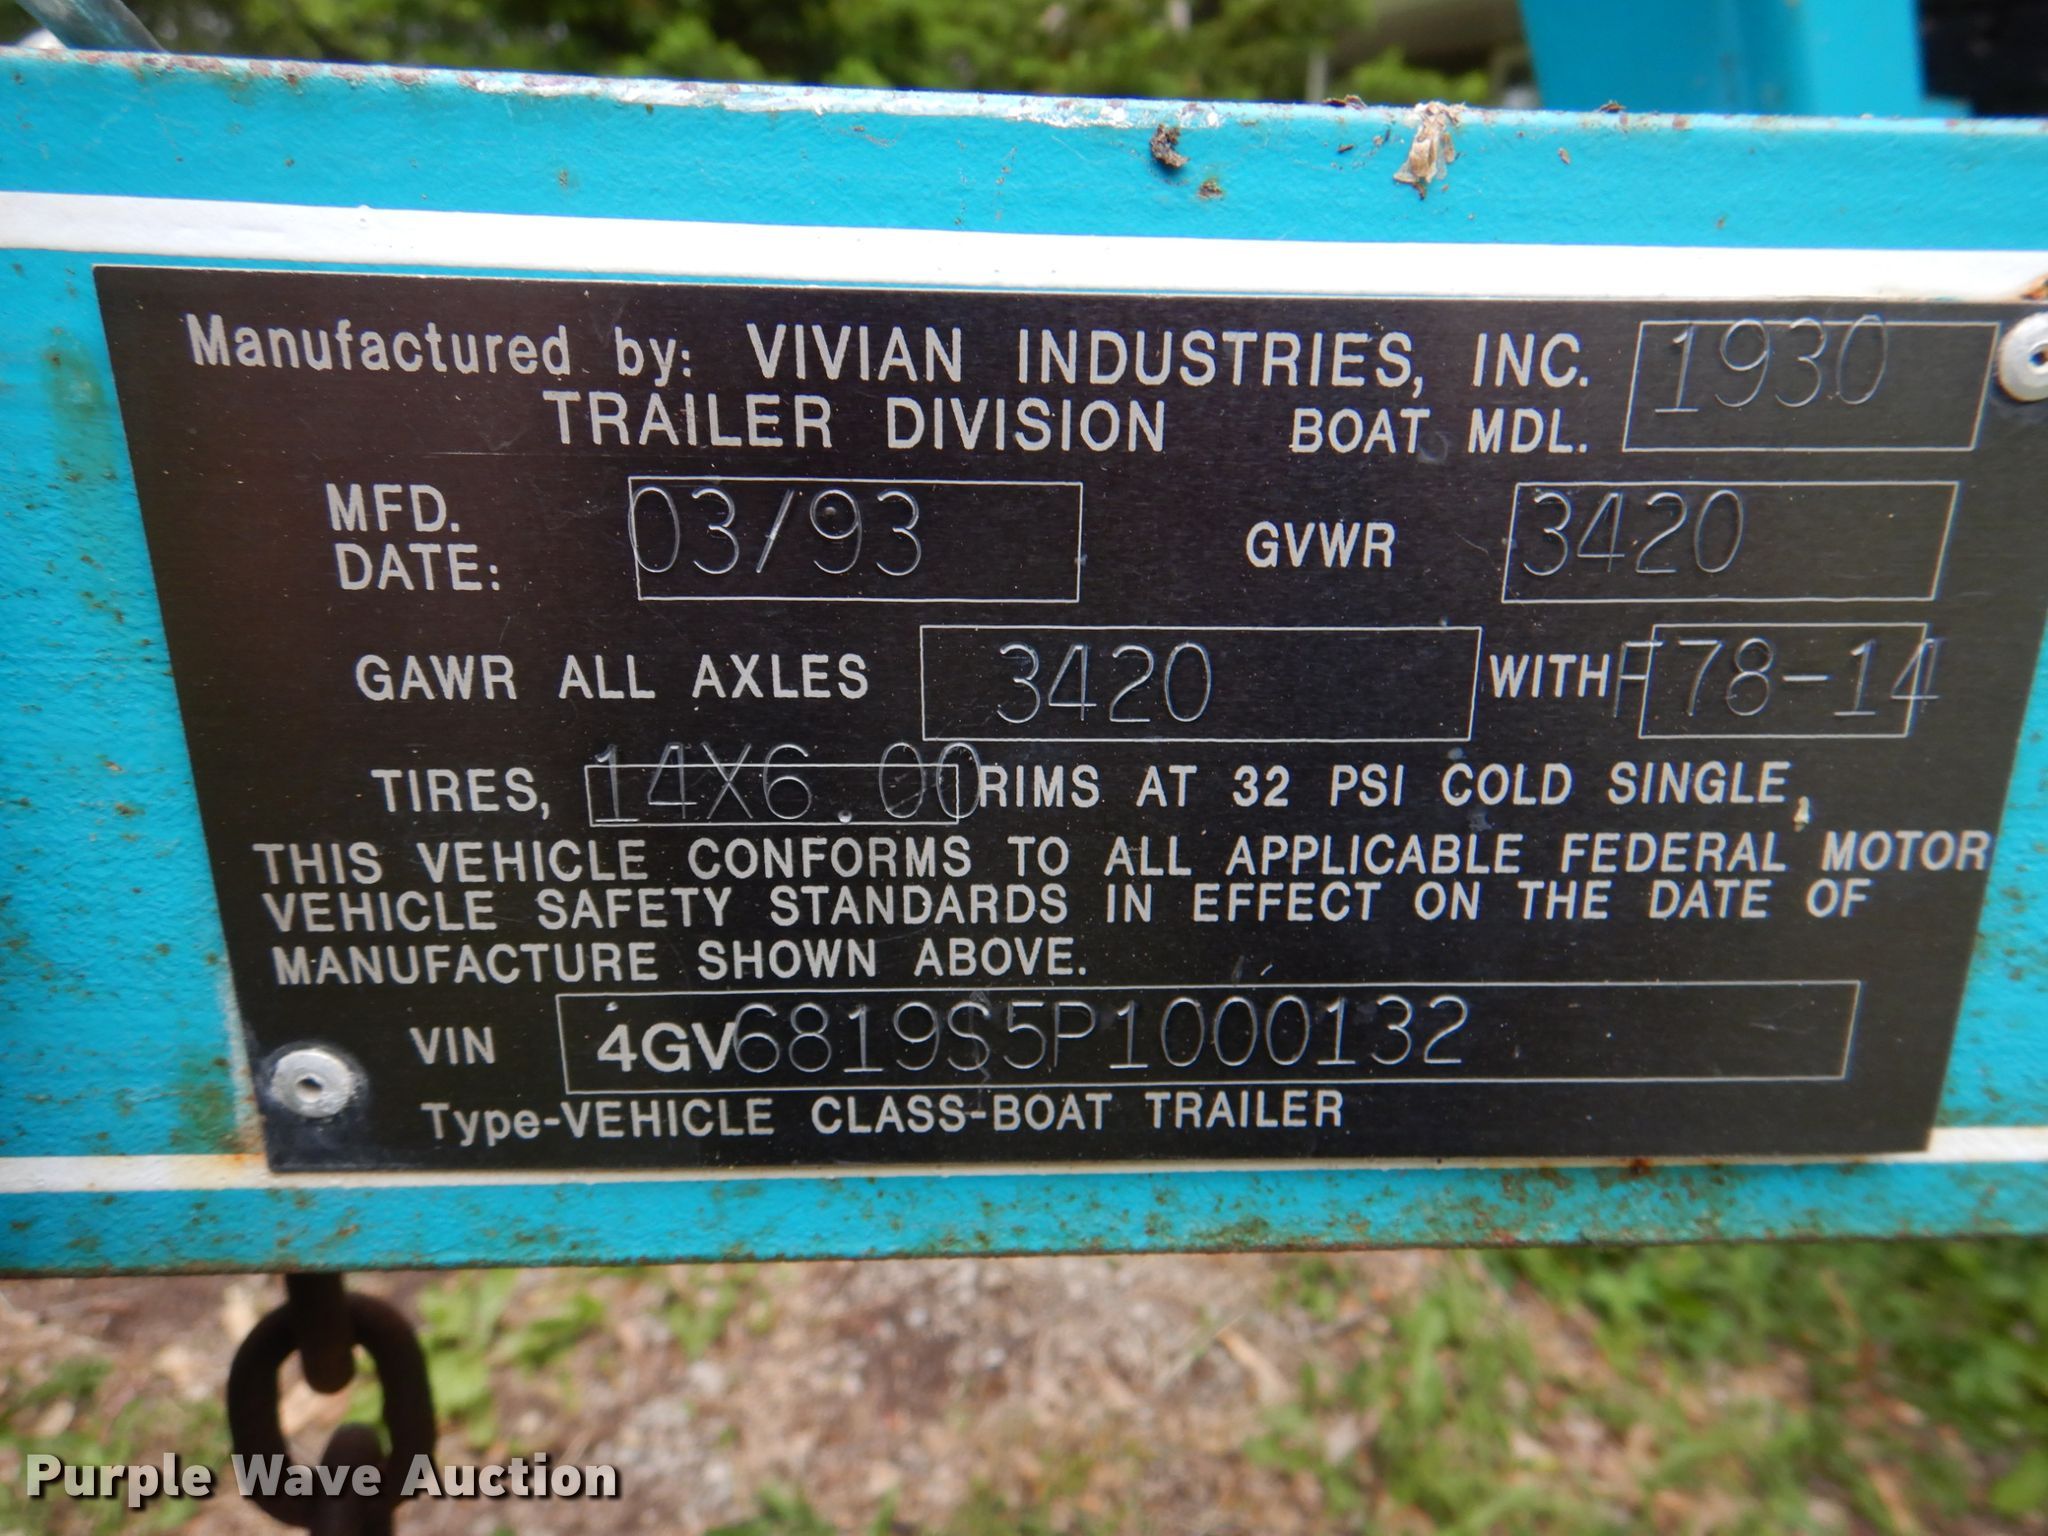 Manufactured by: VIVIAN INDUSTRIES, INC.
TRAILER DIVISION BOAT MDL. 1930
MFD. DATE: 03/93 GVWR 3420
GAWR ALL AXLES 3420 WITH F78-14
TIRES, 14X6.00 RIMS AT 32 PSI COLD SINGLE,
THIS VEHICLE CONFORMS TO ALL APPLICABLE FEDERAL MOTOR
VEHICLE SAFETY STANDARDS IN EFFECT ON THE DATE OF
MANUFACTURE SHOWN ABOVE.
VIN 4GV6819S5P1000132
Type-VEHICLE CLASS-BOAT TRAILER
Purple Wave Auction